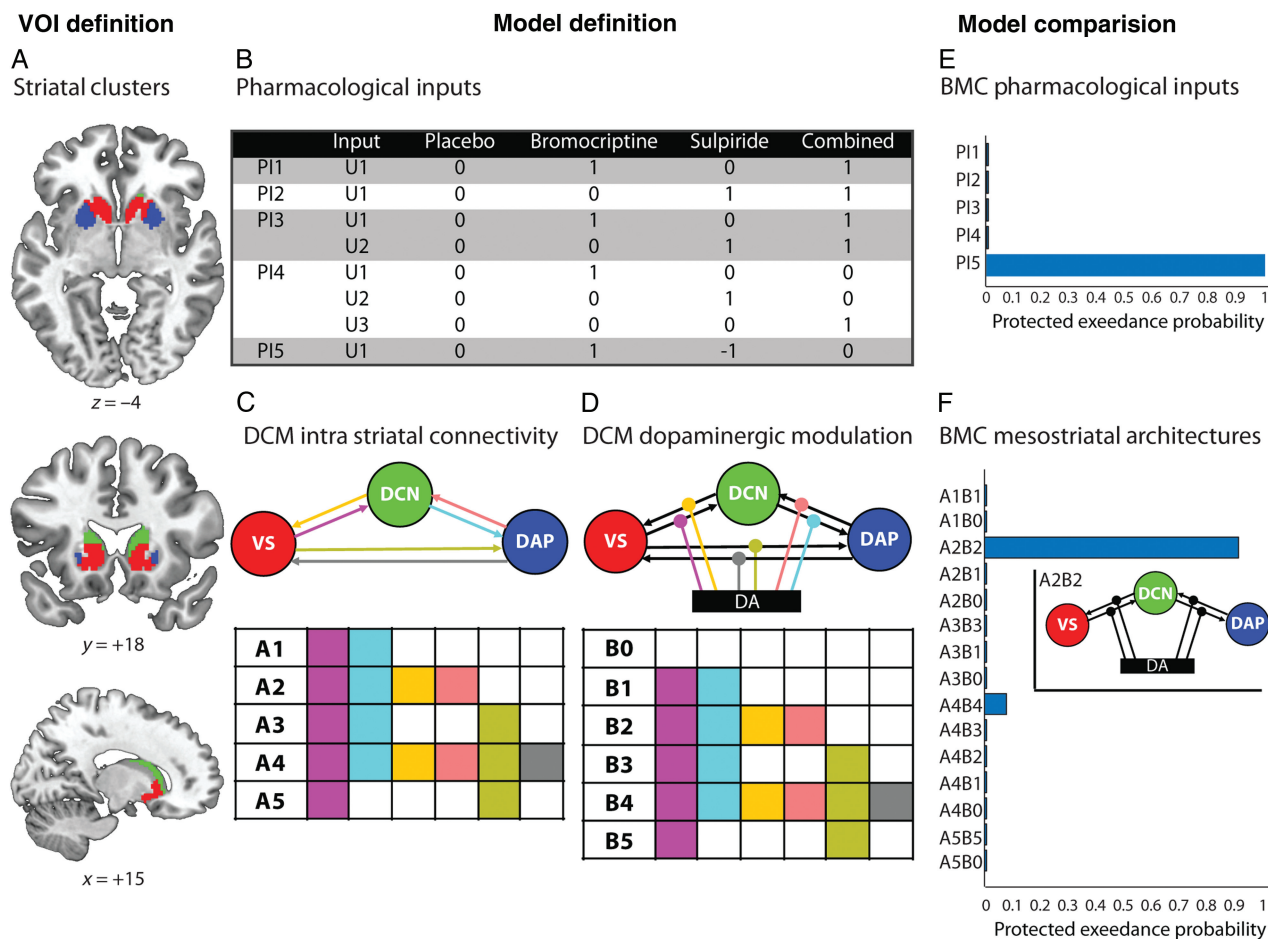 VOI definition
Model definition
Model comparision
A
Striatal clusters
z = –4
y = +18
x = +15
B
Pharmacological inputs
Input Placebo Bromocriptine Sulpiride Combined
PI1 U1 0 1 0 1
PI2 U1 0 0 1 1
PI3 U1 0 1 0 1
U2 0 0 1 1
PI4 U1 0 1 0 0
U2 0 0 1 0
U3 0 0 0 1
PI5 U1 0 1 -1 0
C
DCM intra striatal connectivity
DCN
VS
DAP
A1
A2
A3
A4
A5
D
DCM dopaminergic modulation
DCN
VS
DAP
DA
B0
B1
B2
B3
B4
B5
E
BMC pharmacological inputs
PI1
PI2
PI3
PI4
PI5
0 0.1 0.2 0.3 0.4 0.5 0.6 0.7 0.8 0.9 1
Protected exeedance probability
F
BMC mesostriatal architectures
A1B1
A1B0
A2B2
A2B1
A2B0
A3B3
A3B1
A3B0
A4B4
A4B3
A4B2
A4B1
A4B0
A5B5
A5B0
A2B2
DCN
VS
DAP
DA
0 0.1 0.2 0.3 0.4 0.5 0.6 0.7 0.8 0.9 1
Protected exeedance probability